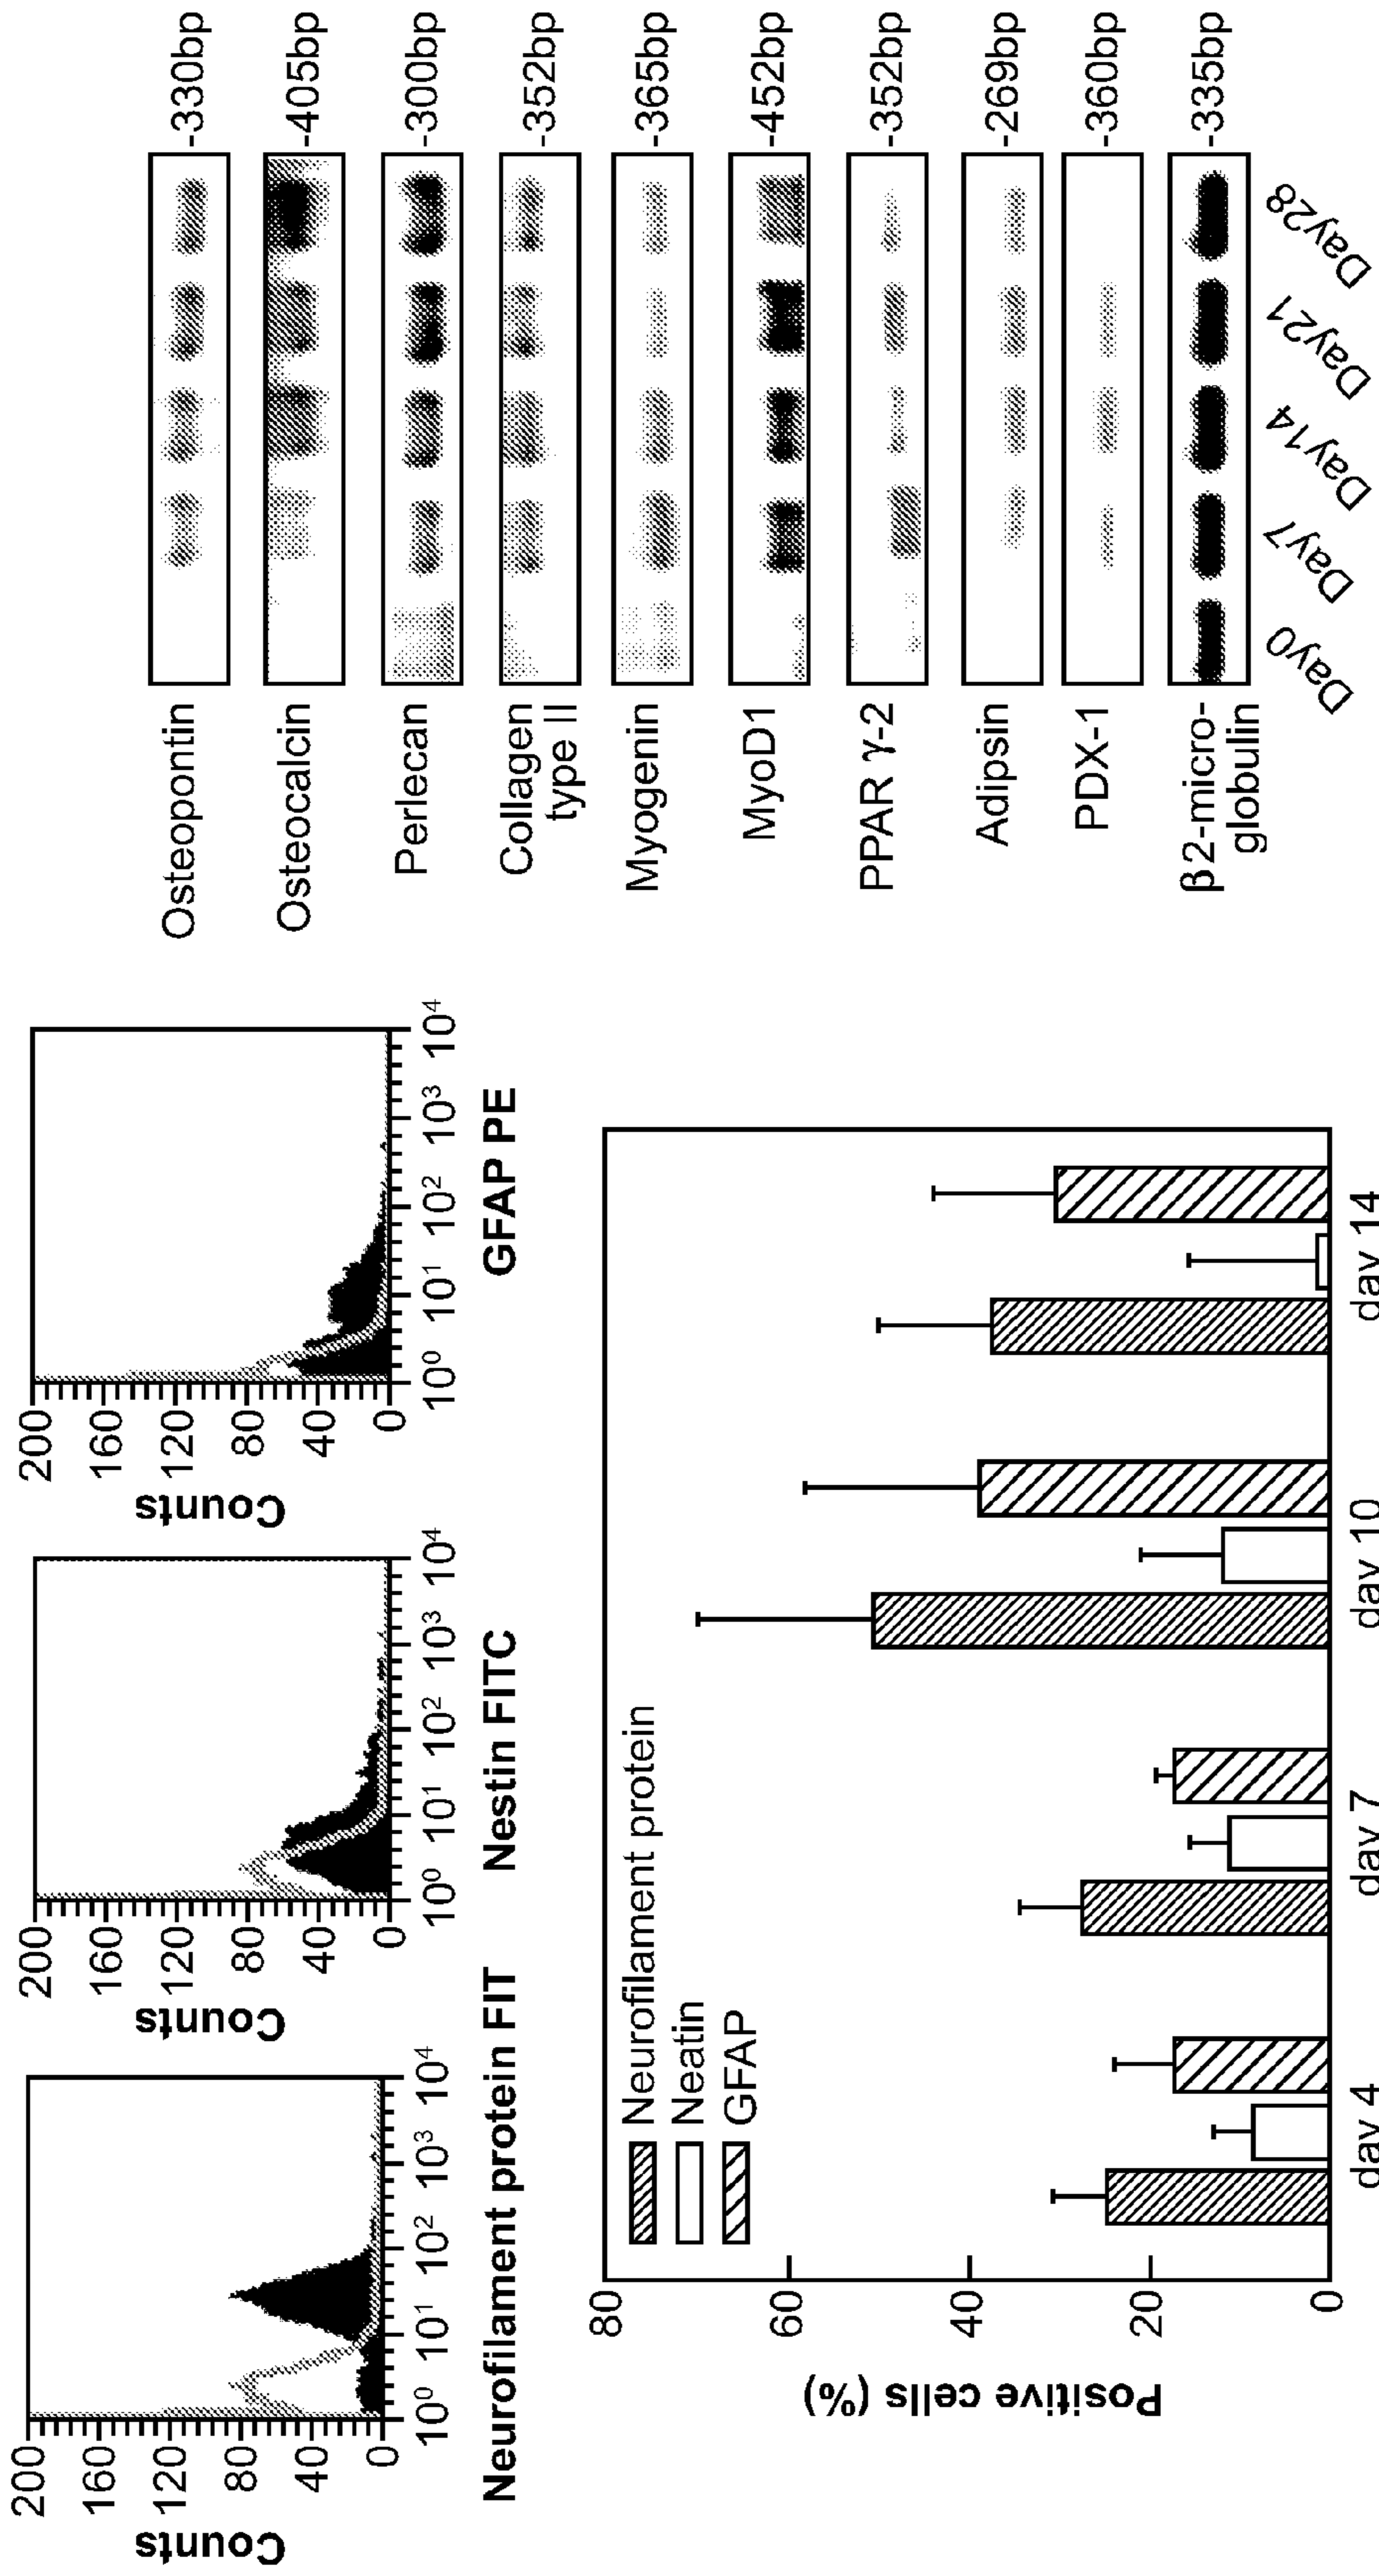 200
160
120
80
40
0
Counts
10⁰ 10¹ 10² 10³ 10⁴
Neurofilament protein FIT
200
160
120
80
40
0
Counts
10⁰ 10¹ 10² 10³ 10⁴
Nestin FITC
200
160
120
80
40
0
Counts
10⁰ 10¹ 10² 10³ 10⁴
GFAP PE
80
60
40
20
0
Positive cells (%)
Neurofilament protein
Neatin
GFAP
day 4 day 7 day 10 day 14
Osteopontin -330bp
Osteocalcin -405bp
Perlecan -300bp
Collagen
type II -352bp
Myogenin -365bp
MyoD1 -452bp
PPAR γ-2 -352bp
Adipsin -269bp
PDX-1 -360bp
β2-micro-
globulin -335bp
Day0 Day7 Day14 Day21 Day28